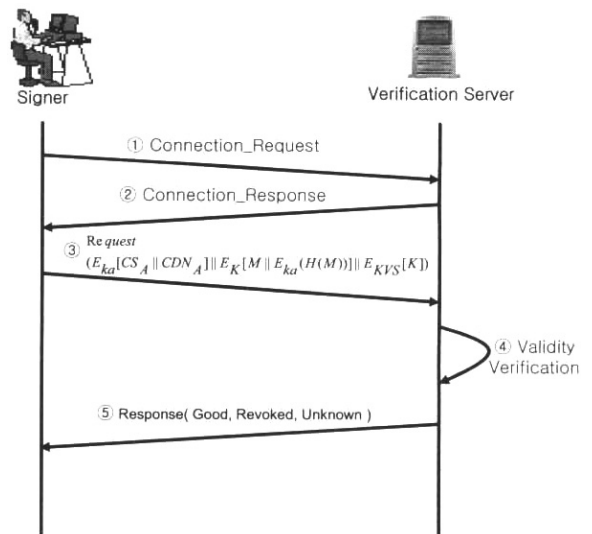 Signer
Verification Server
① Connection_Request
② Connection_Response
③ Request
(E_ka[CS_A || CDN_A] || E_K[M || E_ka(H(M))] || E_KVS[K])
④ Validity
Verification
⑤ Response( Good, Revoked, Unknown )